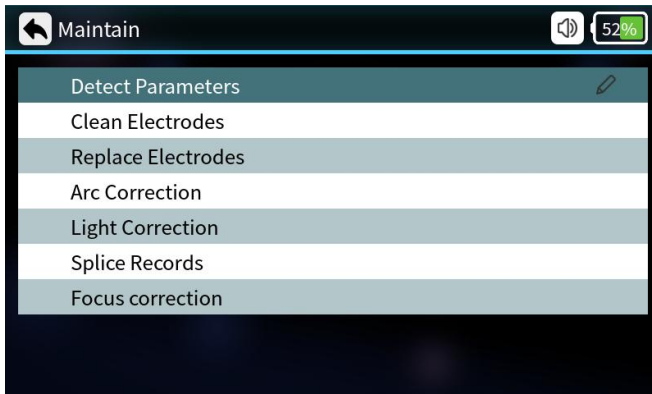 Maintain
52%
Detect Parameters
Clean Electrodes
Replace Electrodes
Arc Correction
Light Correction
Splice Records
Focus correction